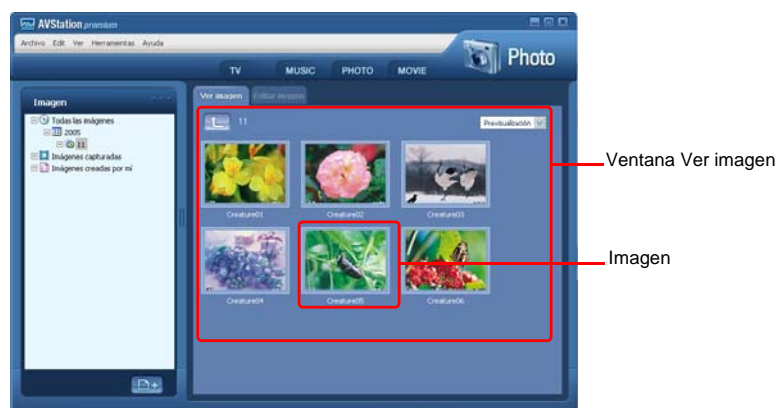 AVStation premium
Archivo Edit Ver Herramientas Ayuda
Photo
TV MUSIC PHOTO MOVIE
Imagen
Todas las imágenes
2005
11
Imágenes capturadas
Imágenes creadas por mí
Ver imagen Editar imagen
11
Previsualización
Creature01 Creature02 Creature03
Creature04 Creature05 Creature06
Ventana Ver imagen
Imagen